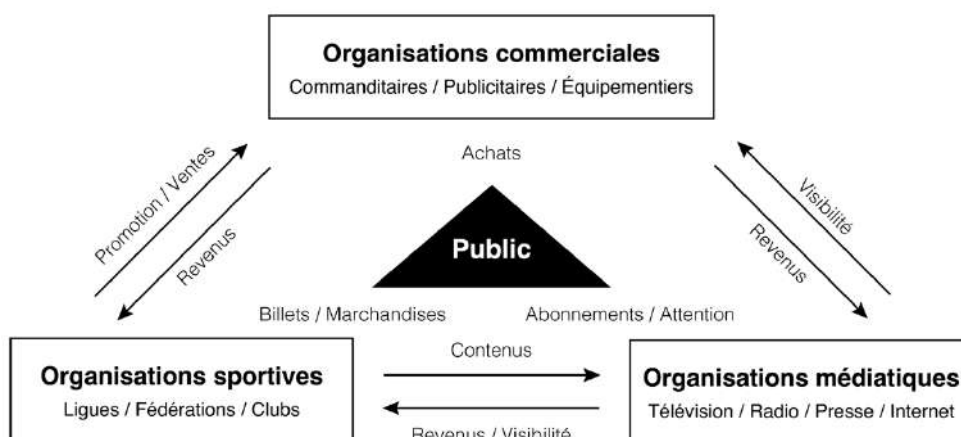 Organisations commerciales
Commanditaires / Publicitaires / Équipementiers
Achats
Promotion / Ventes
Revenus
Visibilité
Revenus
Public
Billets / Marchandises
Abonnements / Attention
Contenus
Organisations sportives
Ligues / Fédérations / Clubs
Organisations médiatiques
Télévision / Radio / Presse / Internet
Revenus / Visibilité